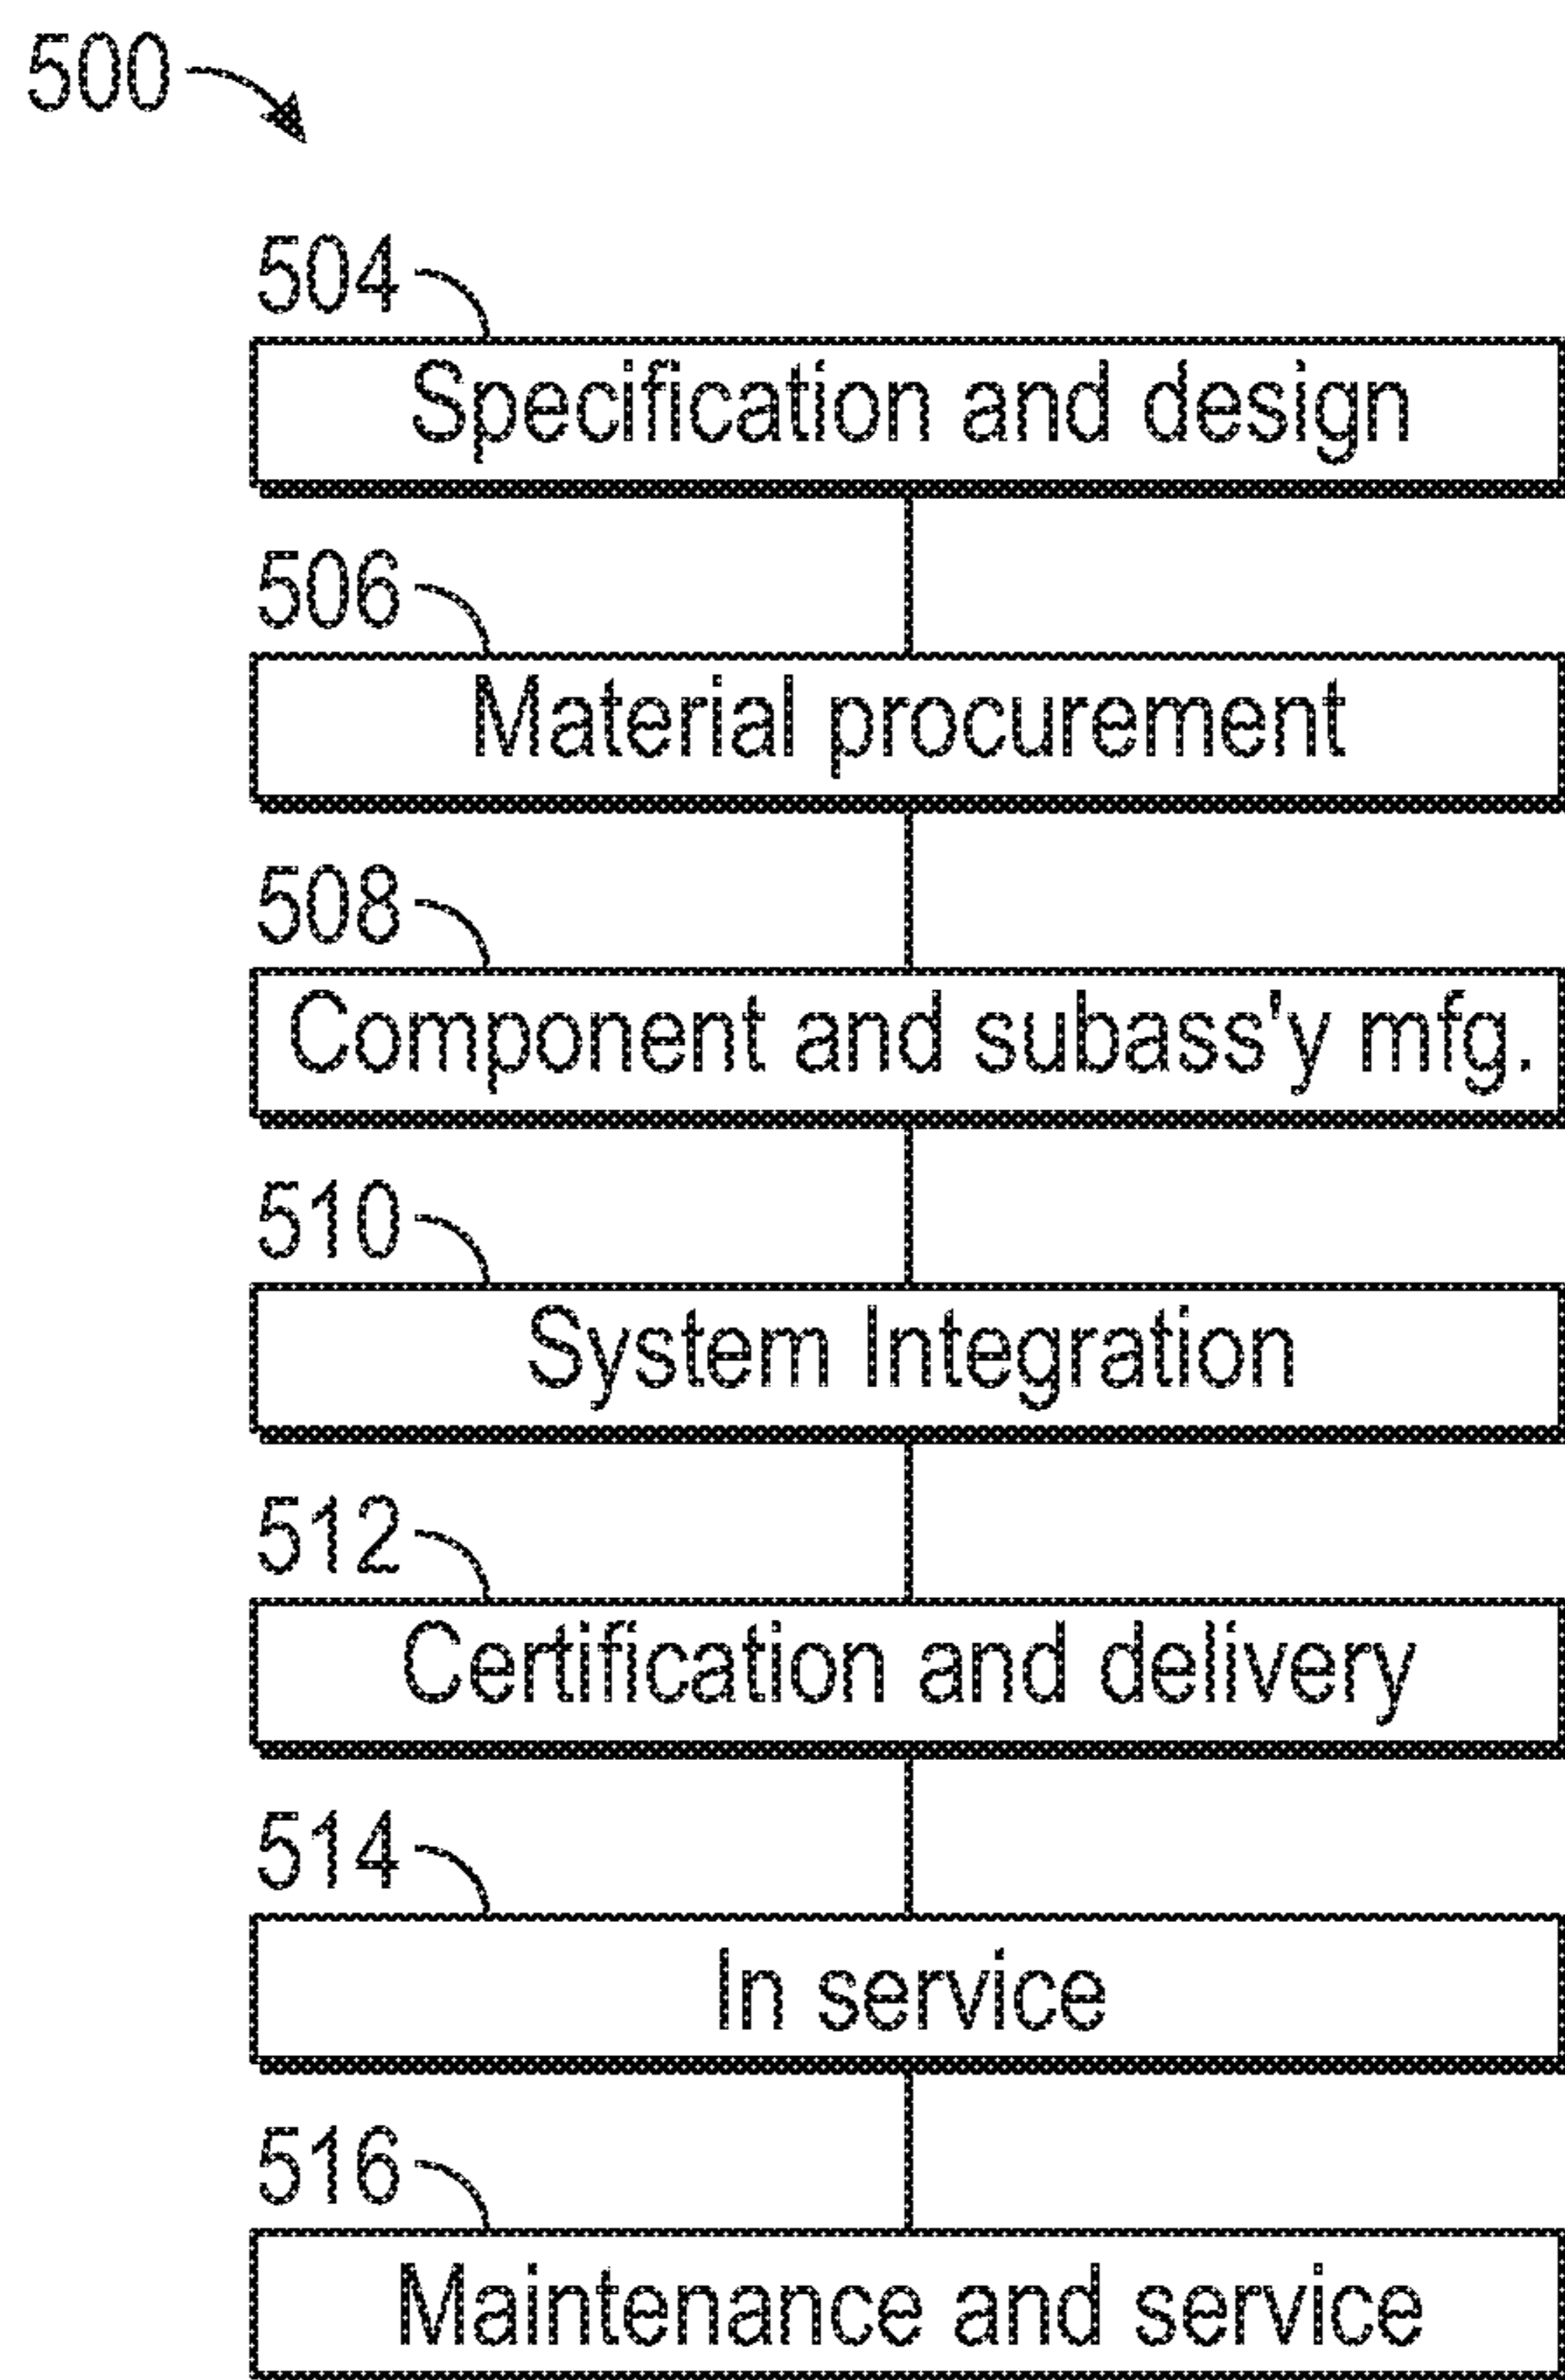 500
504
Specification and design
506
Material procurement
508
Component and subass'y mfg.
510
System Integration
512
Certification and delivery
514
In service
516
Maintenance and service